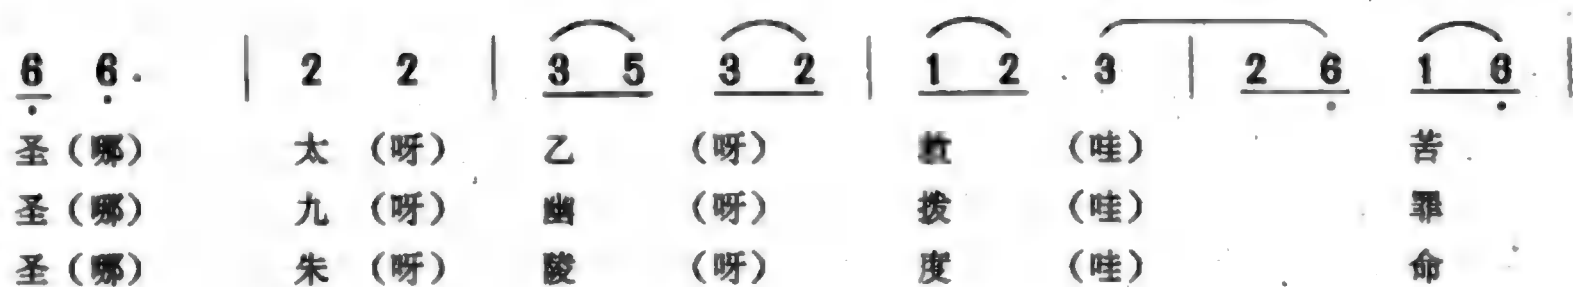 6 6. | 2 2 | 3 5 3 2 | 1 2 3 | 2 6 1 6 |
圣（哪） 太（呀） 乙 （呀） 救 （哇） 苦
圣（哪） 九（呀） 幽 （呀） 拨 （哇） 罪
圣（哪） 朱（呀） 陵 （呀） 度 （哇） 命